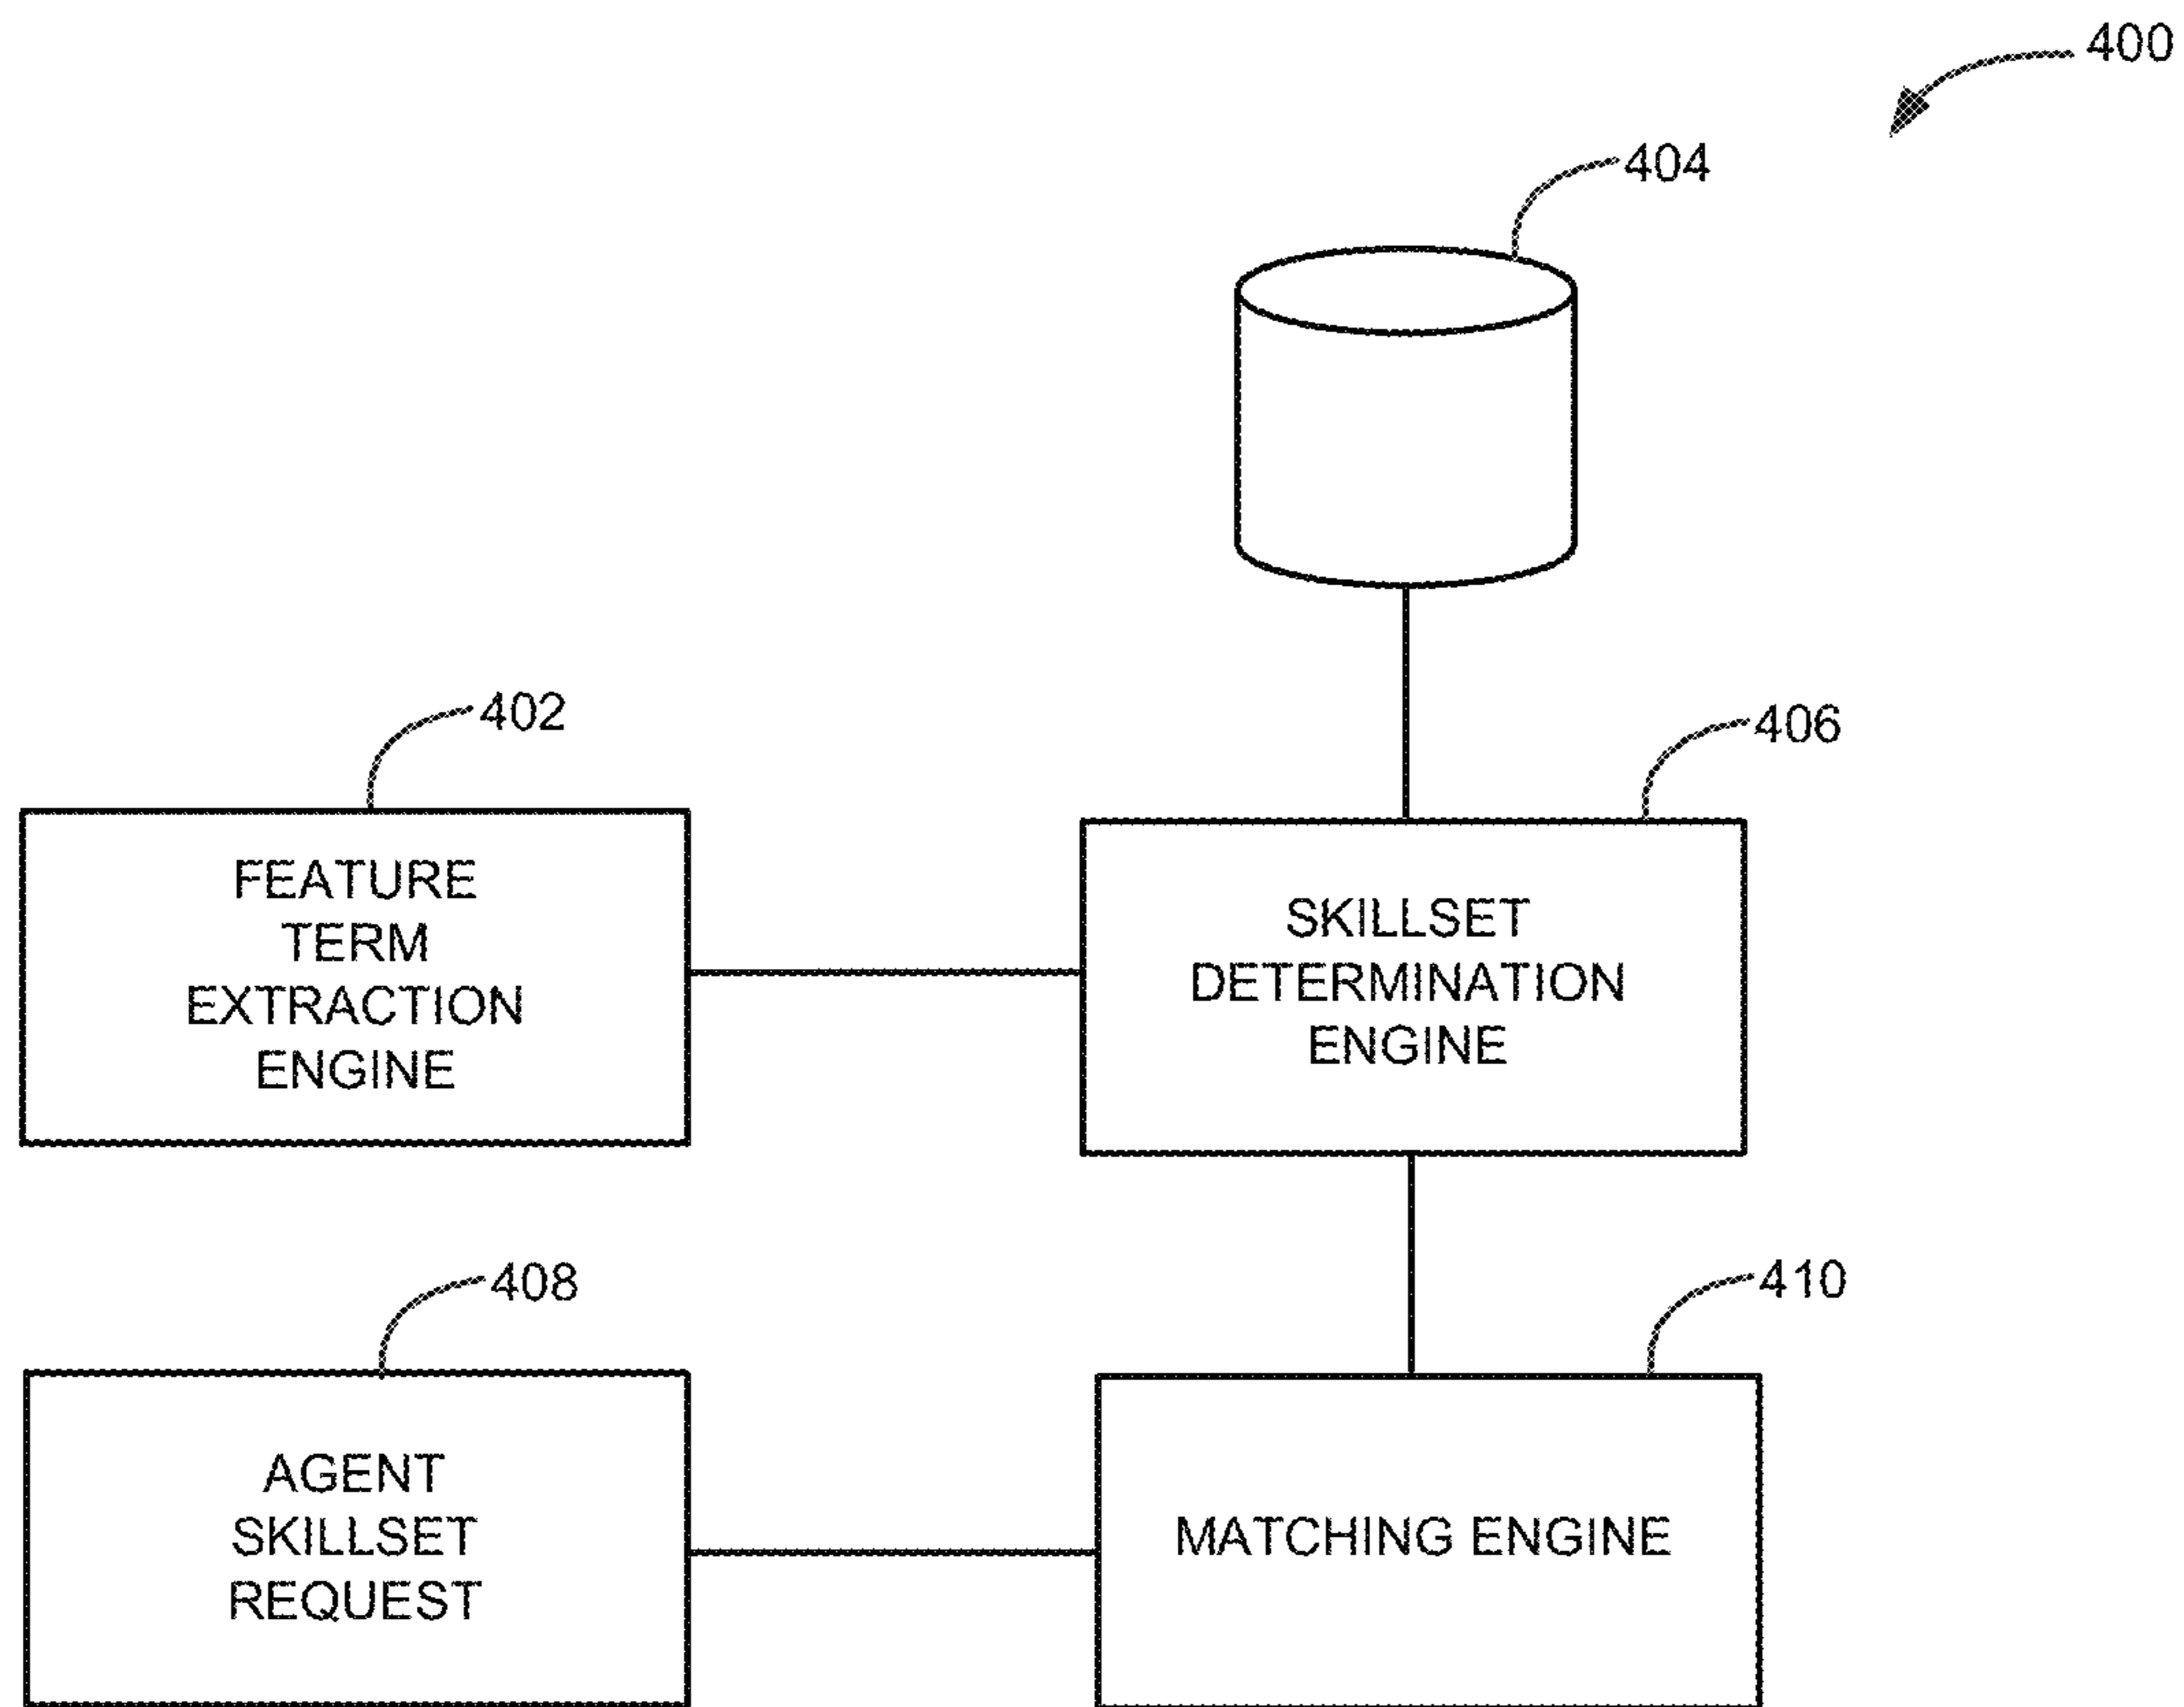 400
404
402
406
FEATURE
TERM
EXTRACTION
ENGINE
SKILLSET
DETERMINATION
ENGINE
408
410
AGENT
SKILLSET
REQUEST
MATCHING ENGINE